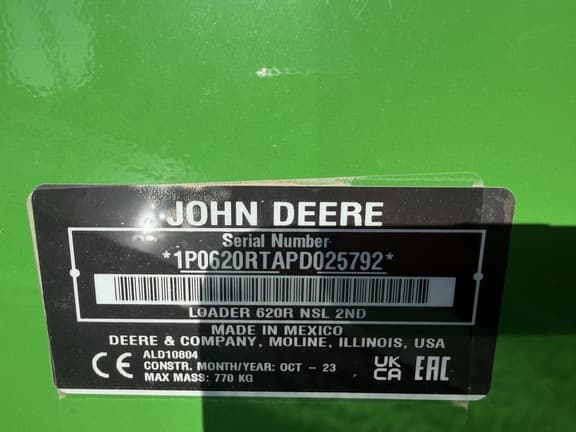 JOHN DEERE
Serial Number
*1P0620RTAPD025792*
LOADER 620R NSL 2ND
MADE IN MEXICO
DEERE & COMPANY, MOLINE, ILLINOIS, USA
CE ALD10804 UK CA EAC
CONSTR. MONTH/YEAR: OCT - 23
MAX MASS: 770 KG